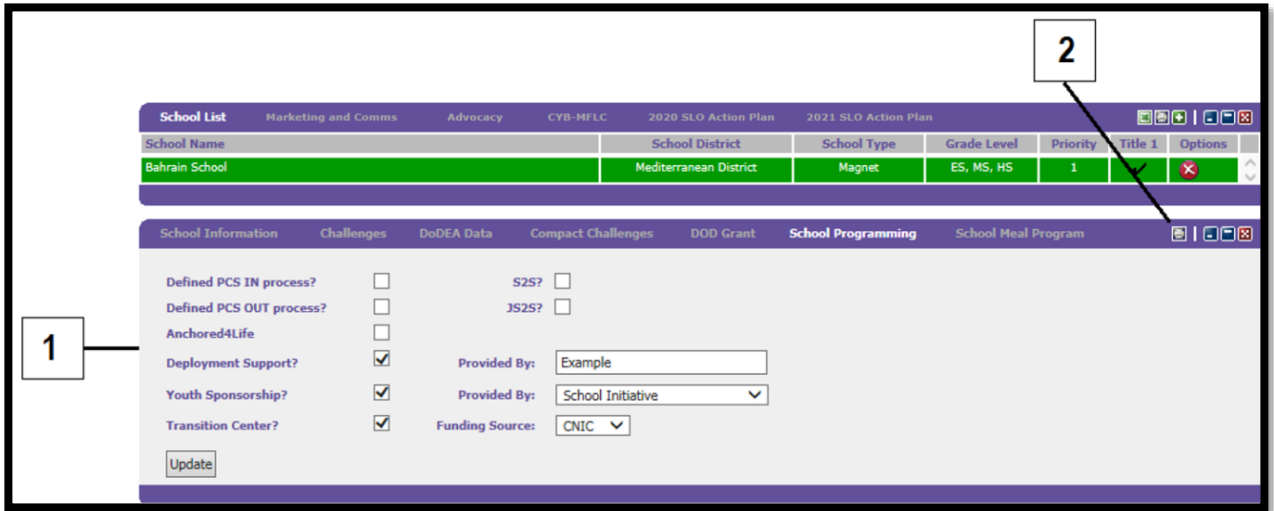 2
School List Marketing and Comms Advocacy CYB-MFLC 2020 SLO Action Plan 2021 SLO Action Plan
School Name School District School Type Grade Level Priority Title 1 Options
Bahrain School Mediterranean District Magnet ES, MS, HS 1
School Information Challenges DoDEA Data Compact Challenges DOD Grant School Programming School Meal Program
Defined PCS IN process? S2S?
Defined PCS OUT process? JS2S?
Anchored4Life
1
Deployment Support? Provided By: Example
Youth Sponsorship? Provided By: School Initiative
Transition Center? Funding Source: CNIC
Update